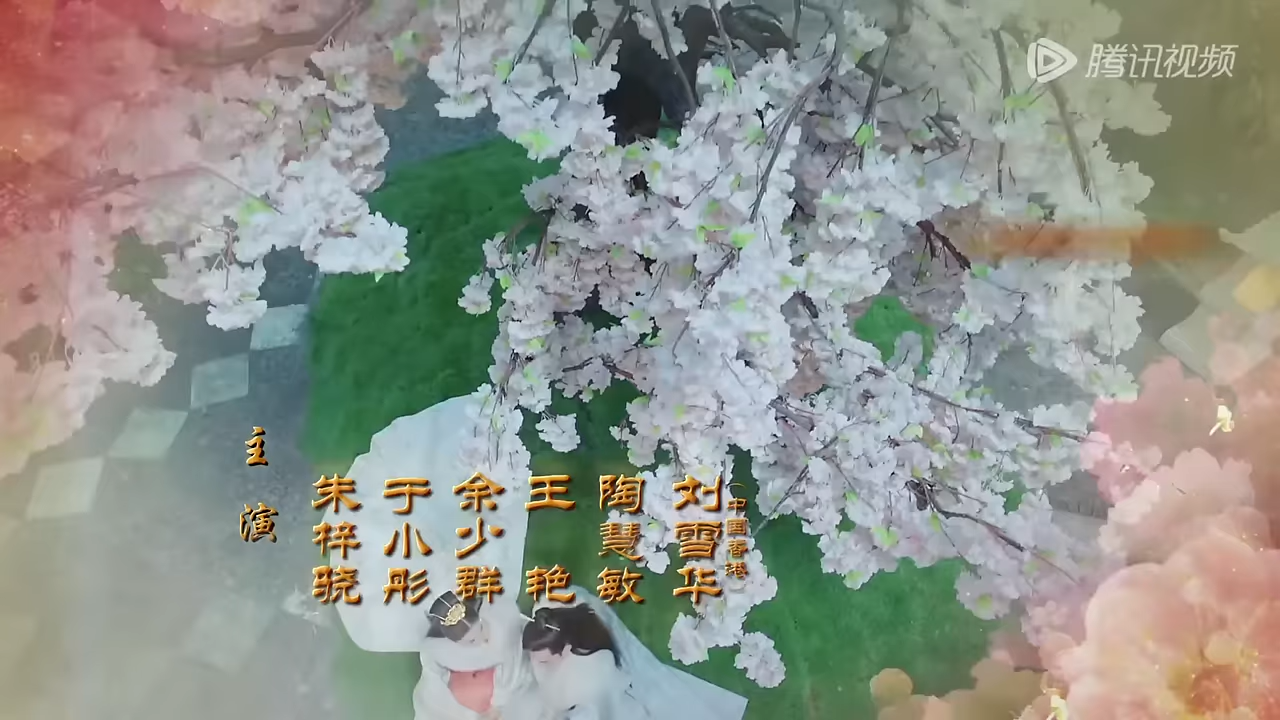 腾讯视频
主演
朱梓骁
于小彤
余少群
王艳
陶慧敏
刘雪华
(中国香港)